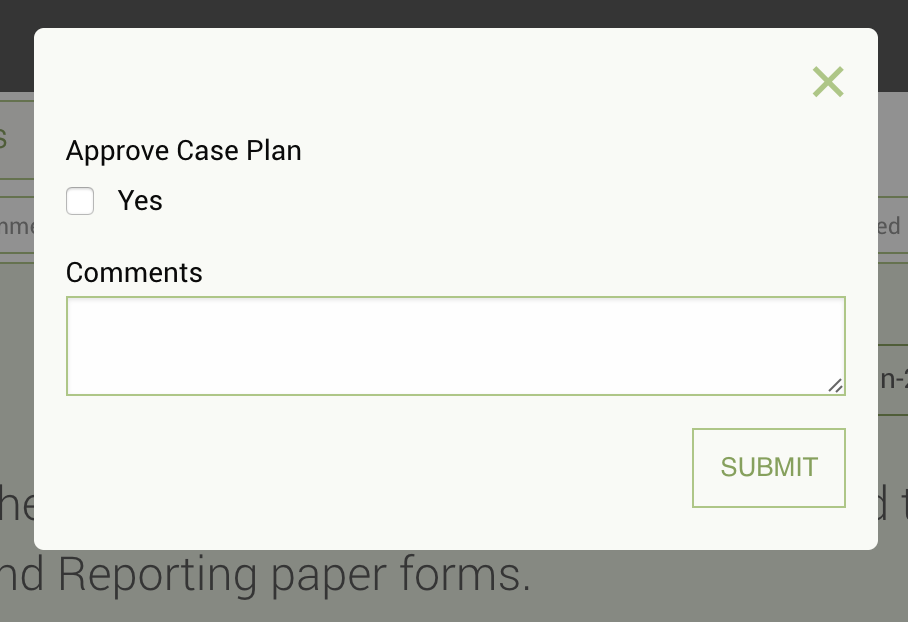 Approve Case Plan
Yes
Comments
SUBMIT
nd Reporting paper forms.